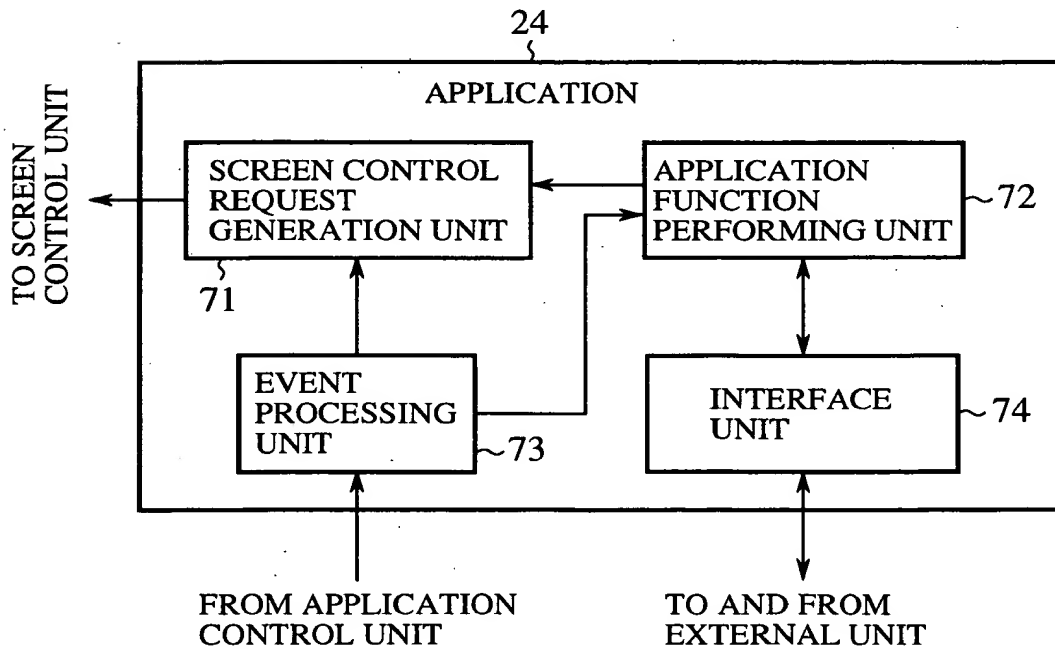 24
APPLICATION
TO SCREEN
CONTROL UNIT
SCREEN CONTROL
REQUEST
GENERATION UNIT
71
APPLICATION
FUNCTION
PERFORMING UNIT
72
EVENT
PROCESSING
UNIT
73
INTERFACE
UNIT
74
FROM APPLICATION
CONTROL UNIT
TO AND FROM
EXTERNAL UNIT